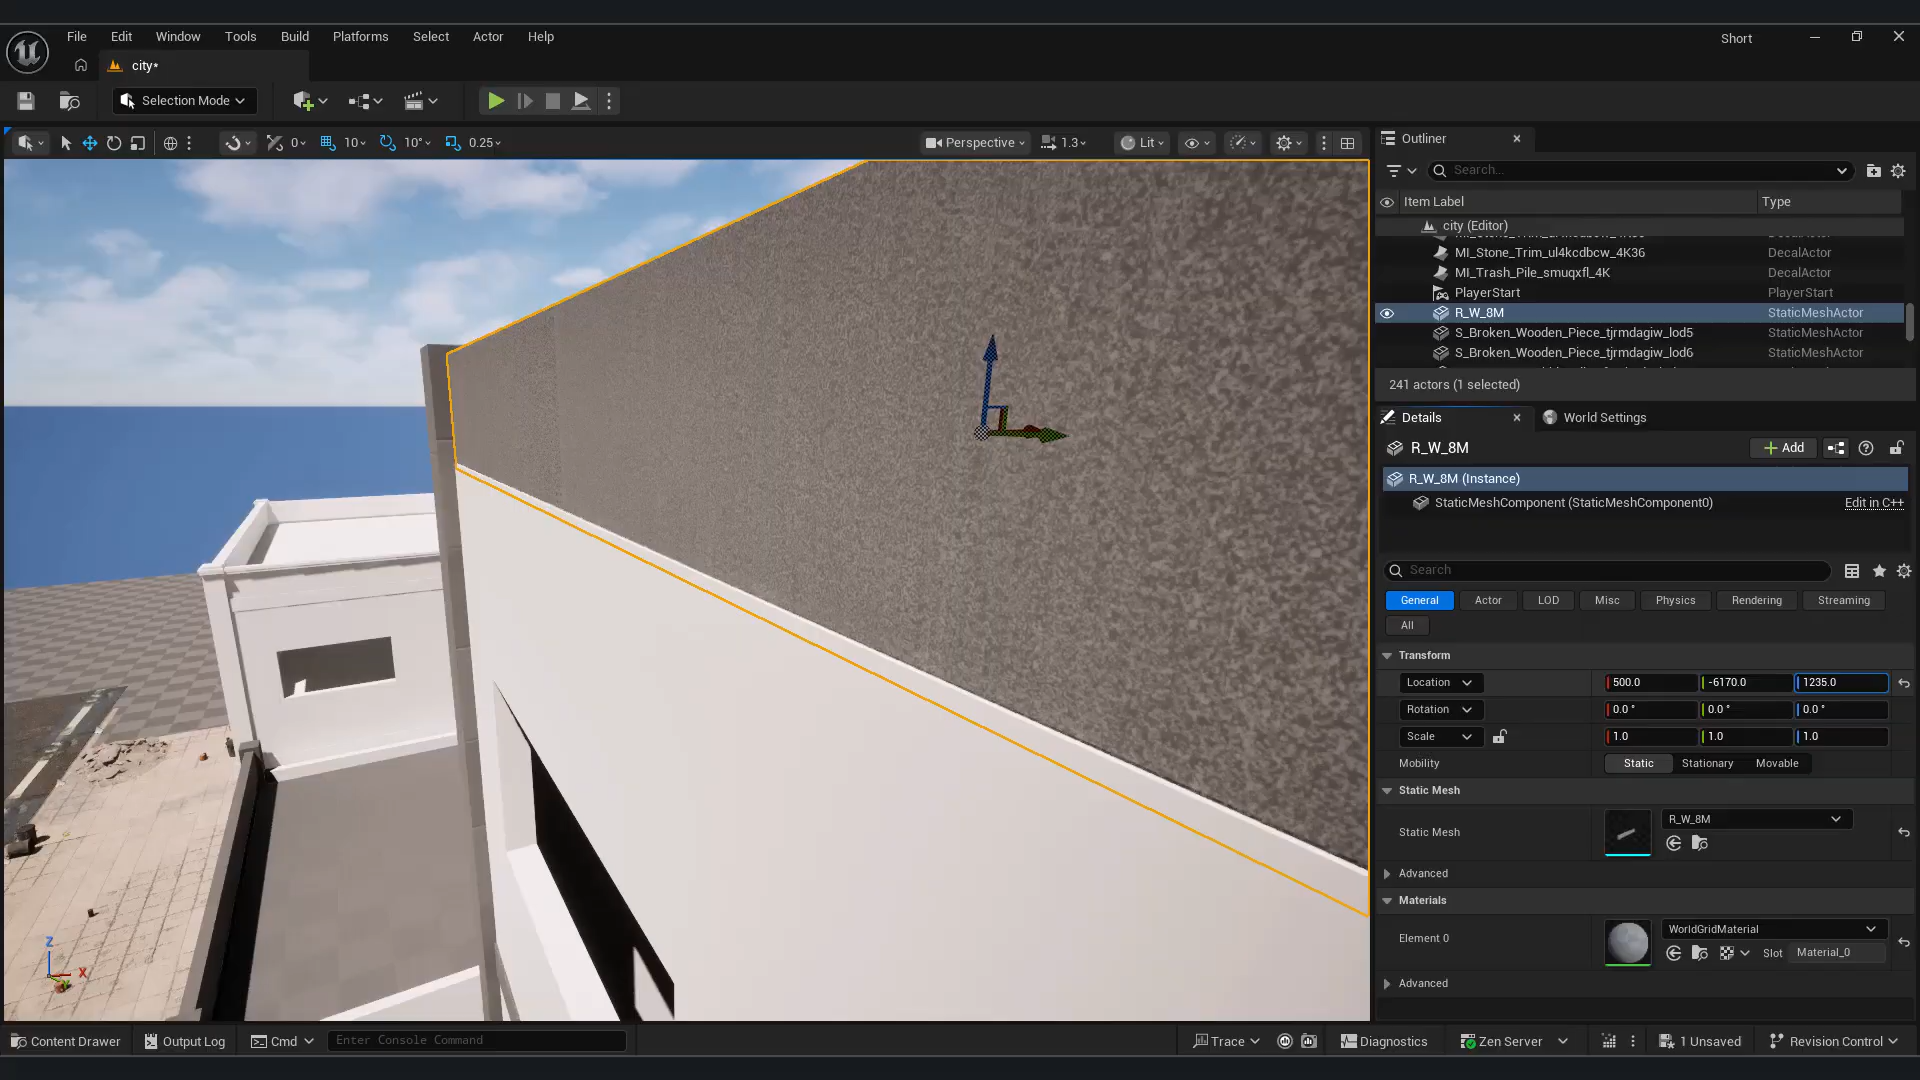 File Edit Window Tools Build Platforms Select Actor Help
Short
city*
Selection Mode
0 10 10° 0.25
Perspective 1.3 Lit
Outliner
Search...
Item Label Type
city (Editor)
MI_Stone_Trim_ul4kcdbcw_4K36 DecalActor
MI_Trash_Pile_smuqxfl_4K DecalActor
PlayerStart PlayerStart
R_W_8M StaticMeshActor
S_Broken_Wooden_Piece_tjrmdagiw_lod5 StaticMeshActor
S_Broken_Wooden_Piece_tjrmdagiw_lod6 StaticMeshActor
241 actors (1 selected)
Details World Settings
R_W_8M Add
R_W_8M (Instance)
StaticMeshComponent (StaticMeshComponent0) Edit in C++
Search
General Actor LOD Misc Physics Rendering Streaming
All
Transform
Location 500.0 -6170.0 1235.0
Rotation 0.0 ° 0.0 ° 0.0 °
Scale 1.0 1.0 1.0
Mobility Static Stationary Movable
Static Mesh
Static Mesh R_W_8M
Advanced
Materials
Element 0 WorldGridMaterial
Slot Material_0
Advanced
Z
X
Content Drawer Output Log Cmd Enter Console Command Trace Diagnostics Zen Server 1 Unsaved Revision Control